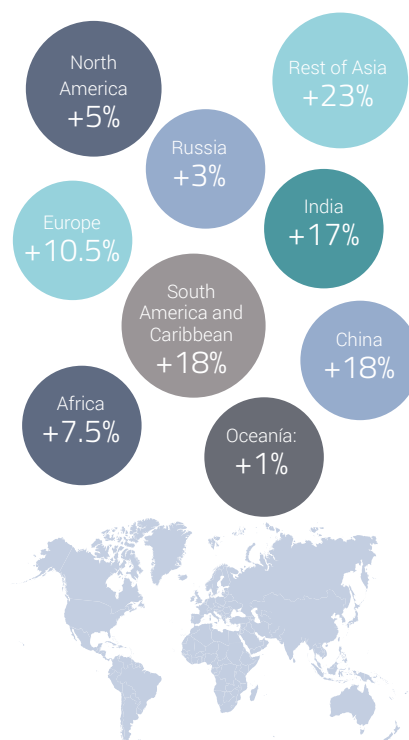 North
America
+5%
Rest of Asia
+23%
Russia
+3%
India
+17%
Europe
+10.5%
South
America and
Caribbean
+18%
China
+18%
Africa
+7.5%
Oceanía:
+1%